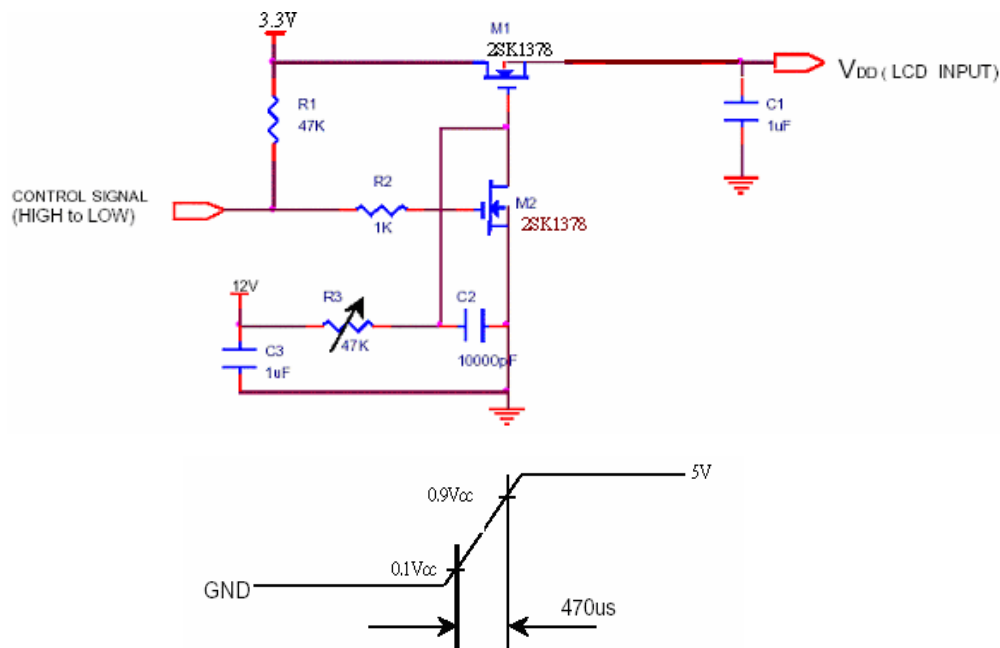 3.3V
M1
2SK1378
VDD ( LCD INPUT)
R1
47K
C1
1uF
R2
CONTROL SIGNAL
(HIGH to LOW)
1K
M2
2SK1378
12V
R3
C2
47K
10000pF
C3
1uF
5V
0.9Vcc
0.1Vcc
GND
470us